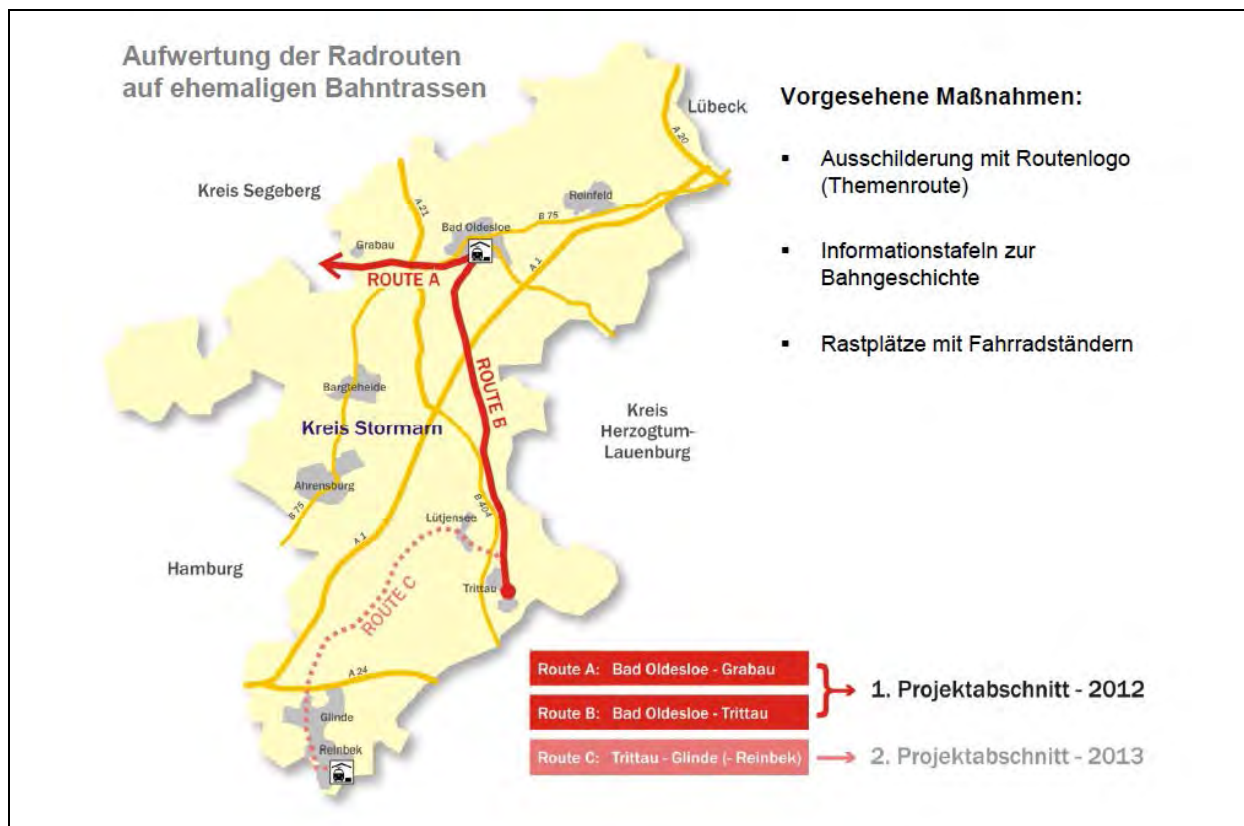 Aufwertung der Radrouten
auf ehemaligen Bahntrassen
Vorgesehene Maßnahmen:
▪ Ausschilderung mit Routenlogo
(Themenroute)
▪ Informationstafeln zur
Bahngeschichte
▪ Rastplätze mit Fahrradständern
Lübeck
A 20
Kreis Segeberg
A 21
Reinfeld
B 75
Bad Oldesloe
Grabau
ROUTE A
A 1
ROUTE B
Bargteheide
Kreis Stormarn
Kreis
Herzogtum-
Lauenburg
Ahrensburg
B 75
B 404
Lütjensee
A 1
Hamburg
Trittau
ROUTE C
A 24
Glinde
Reinbek
Route A: Bad Oldesloe - Grabau
Route B: Bad Oldesloe - Trittau
1. Projektabschnitt - 2012
Route C: Trittau - Glinde (- Reinbek)
2. Projektabschnitt - 2013